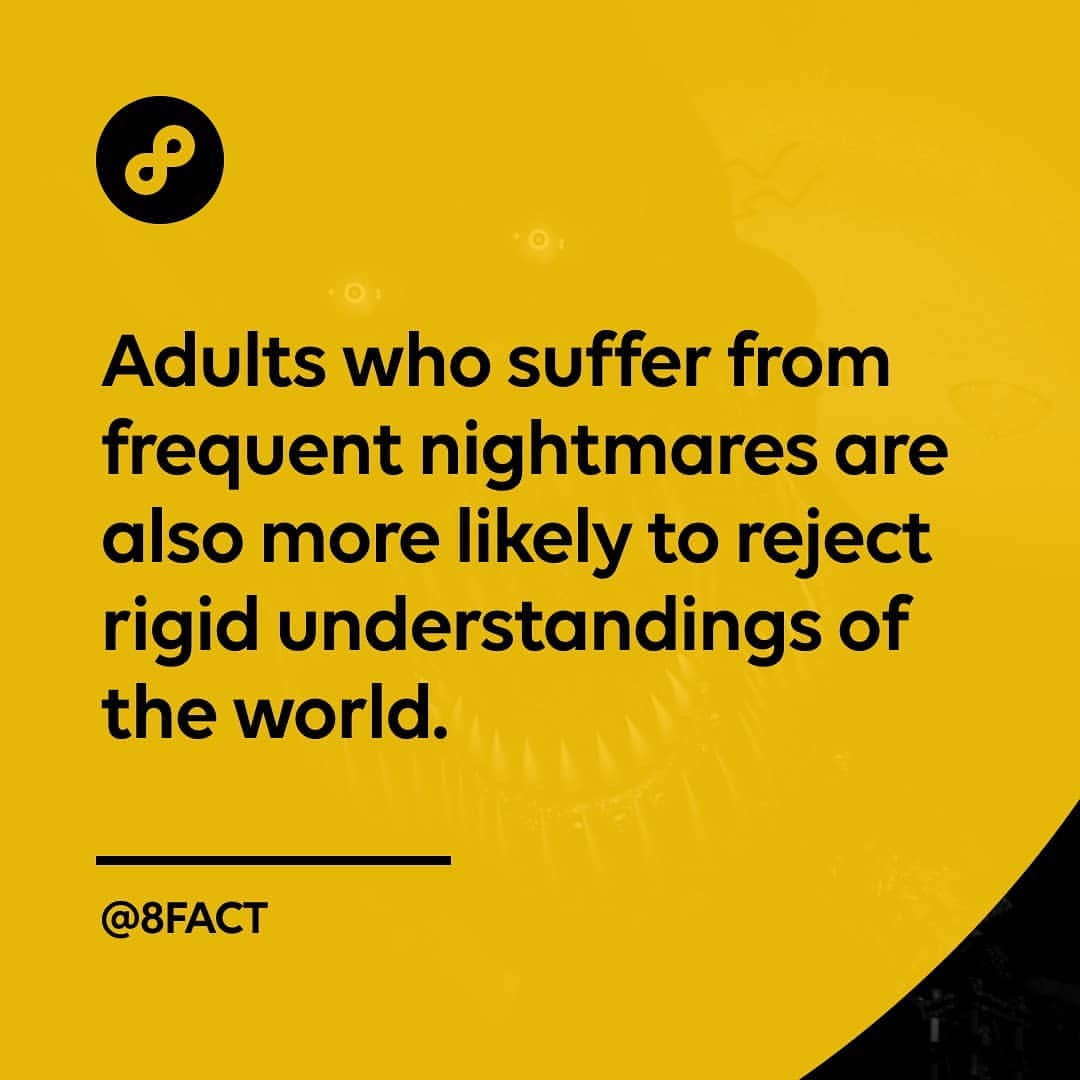 Adults who suffer from
frequent nightmares are
also more likely to reject
rigid understandings of
the world.
@8FACT